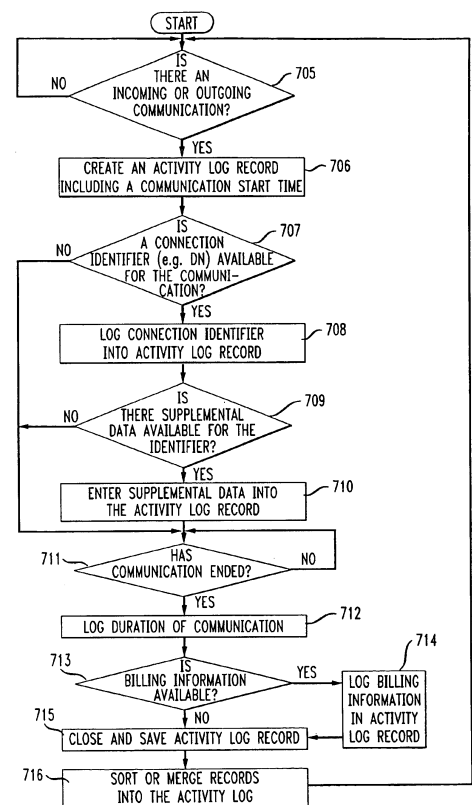 START
IS
THERE AN
INCOMING OR OUTGOING
COMMUNICATION?
705
NO
YES
CREATE AN ACTIVITY LOG RECORD
INCLUDING A COMMUNICATION START TIME
706
IS
A CONNECTION
IDENTIFIER (e.g. DN) AVAILABLE
FOR THE COMMUNI-
CATION?
707
NO
YES
LOG CONNECTION IDENTIFIER
INTO ACTIVITY LOG RECORD
708
IS
THERE SUPPLEMENTAL
DATA AVAILABLE FOR THE
IDENTIFIER?
709
NO
YES
ENTER SUPPLEMENTAL DATA INTO
THE ACTIVITY LOG RECORD
710
711
HAS
COMMUNICATION ENDED?
NO
YES
LOG DURATION OF COMMUNICATION
712
713
IS
BILLING INFORMATION
AVAILABLE?
YES
NO
714
LOG BILLING
INFORMATION
IN ACTIVITY
LOG RECORD
715
CLOSE AND SAVE ACTIVITY LOG RECORD
716
SORT OR MERGE RECORDS
INTO THE ACTIVITY LOG